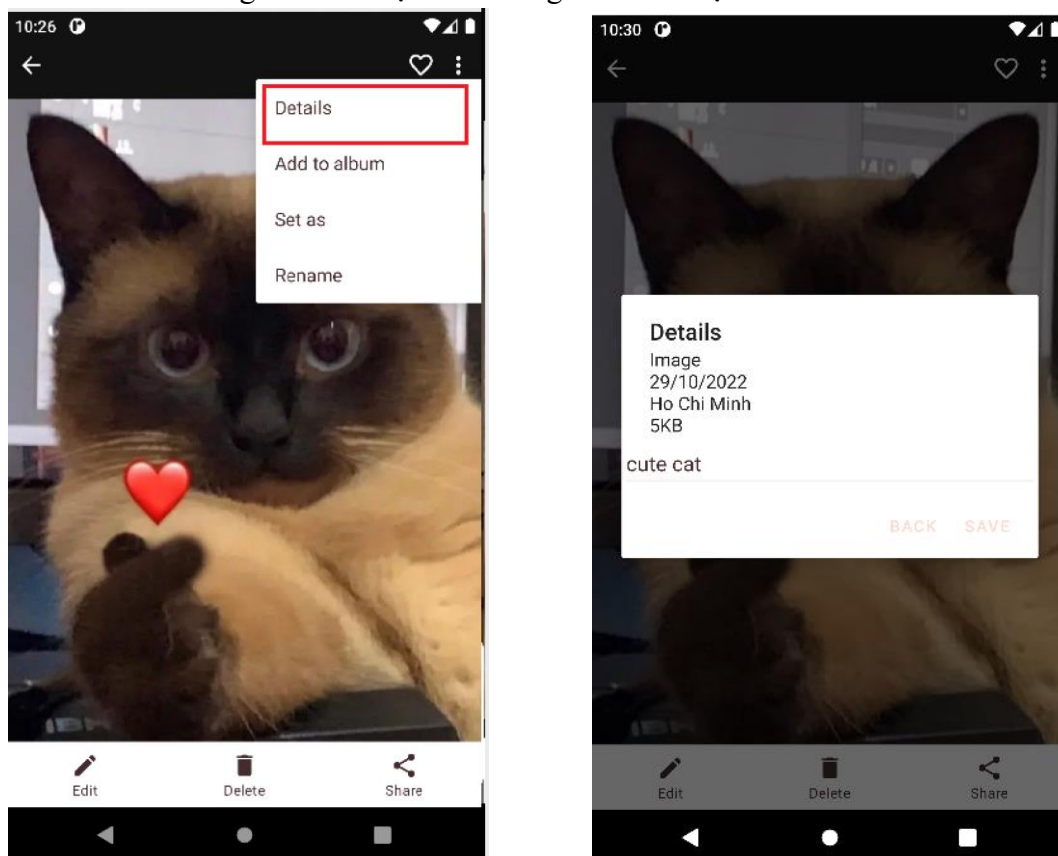 10:26
Details
Add to album
Set as
Rename
Edit Delete Share
10:30
Details
Image
29/10/2022
Ho Chi Minh
5KB
cute cat
BACK SAVE
Edit Delete Share